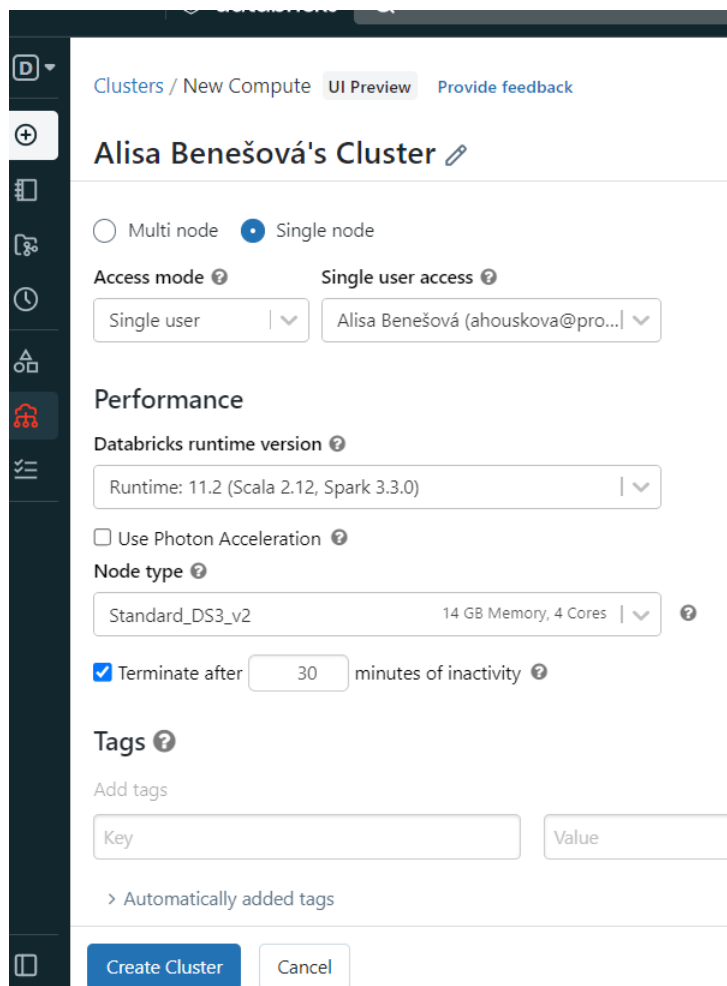 D
Clusters / New Compute UI Preview Provide feedback
Alisa Benešová's Cluster
Multi node Single node
Access mode Single user access
Single user Alisa Benešová (ahouskova@pro...
Performance
Databricks runtime version
Runtime: 11.2 (Scala 2.12, Spark 3.3.0)
Use Photon Acceleration
Node type
Standard_DS3_v2 14 GB Memory, 4 Cores
Terminate after 30 minutes of inactivity
Tags
Add tags
Key Value
> Automatically added tags
Create Cluster Cancel